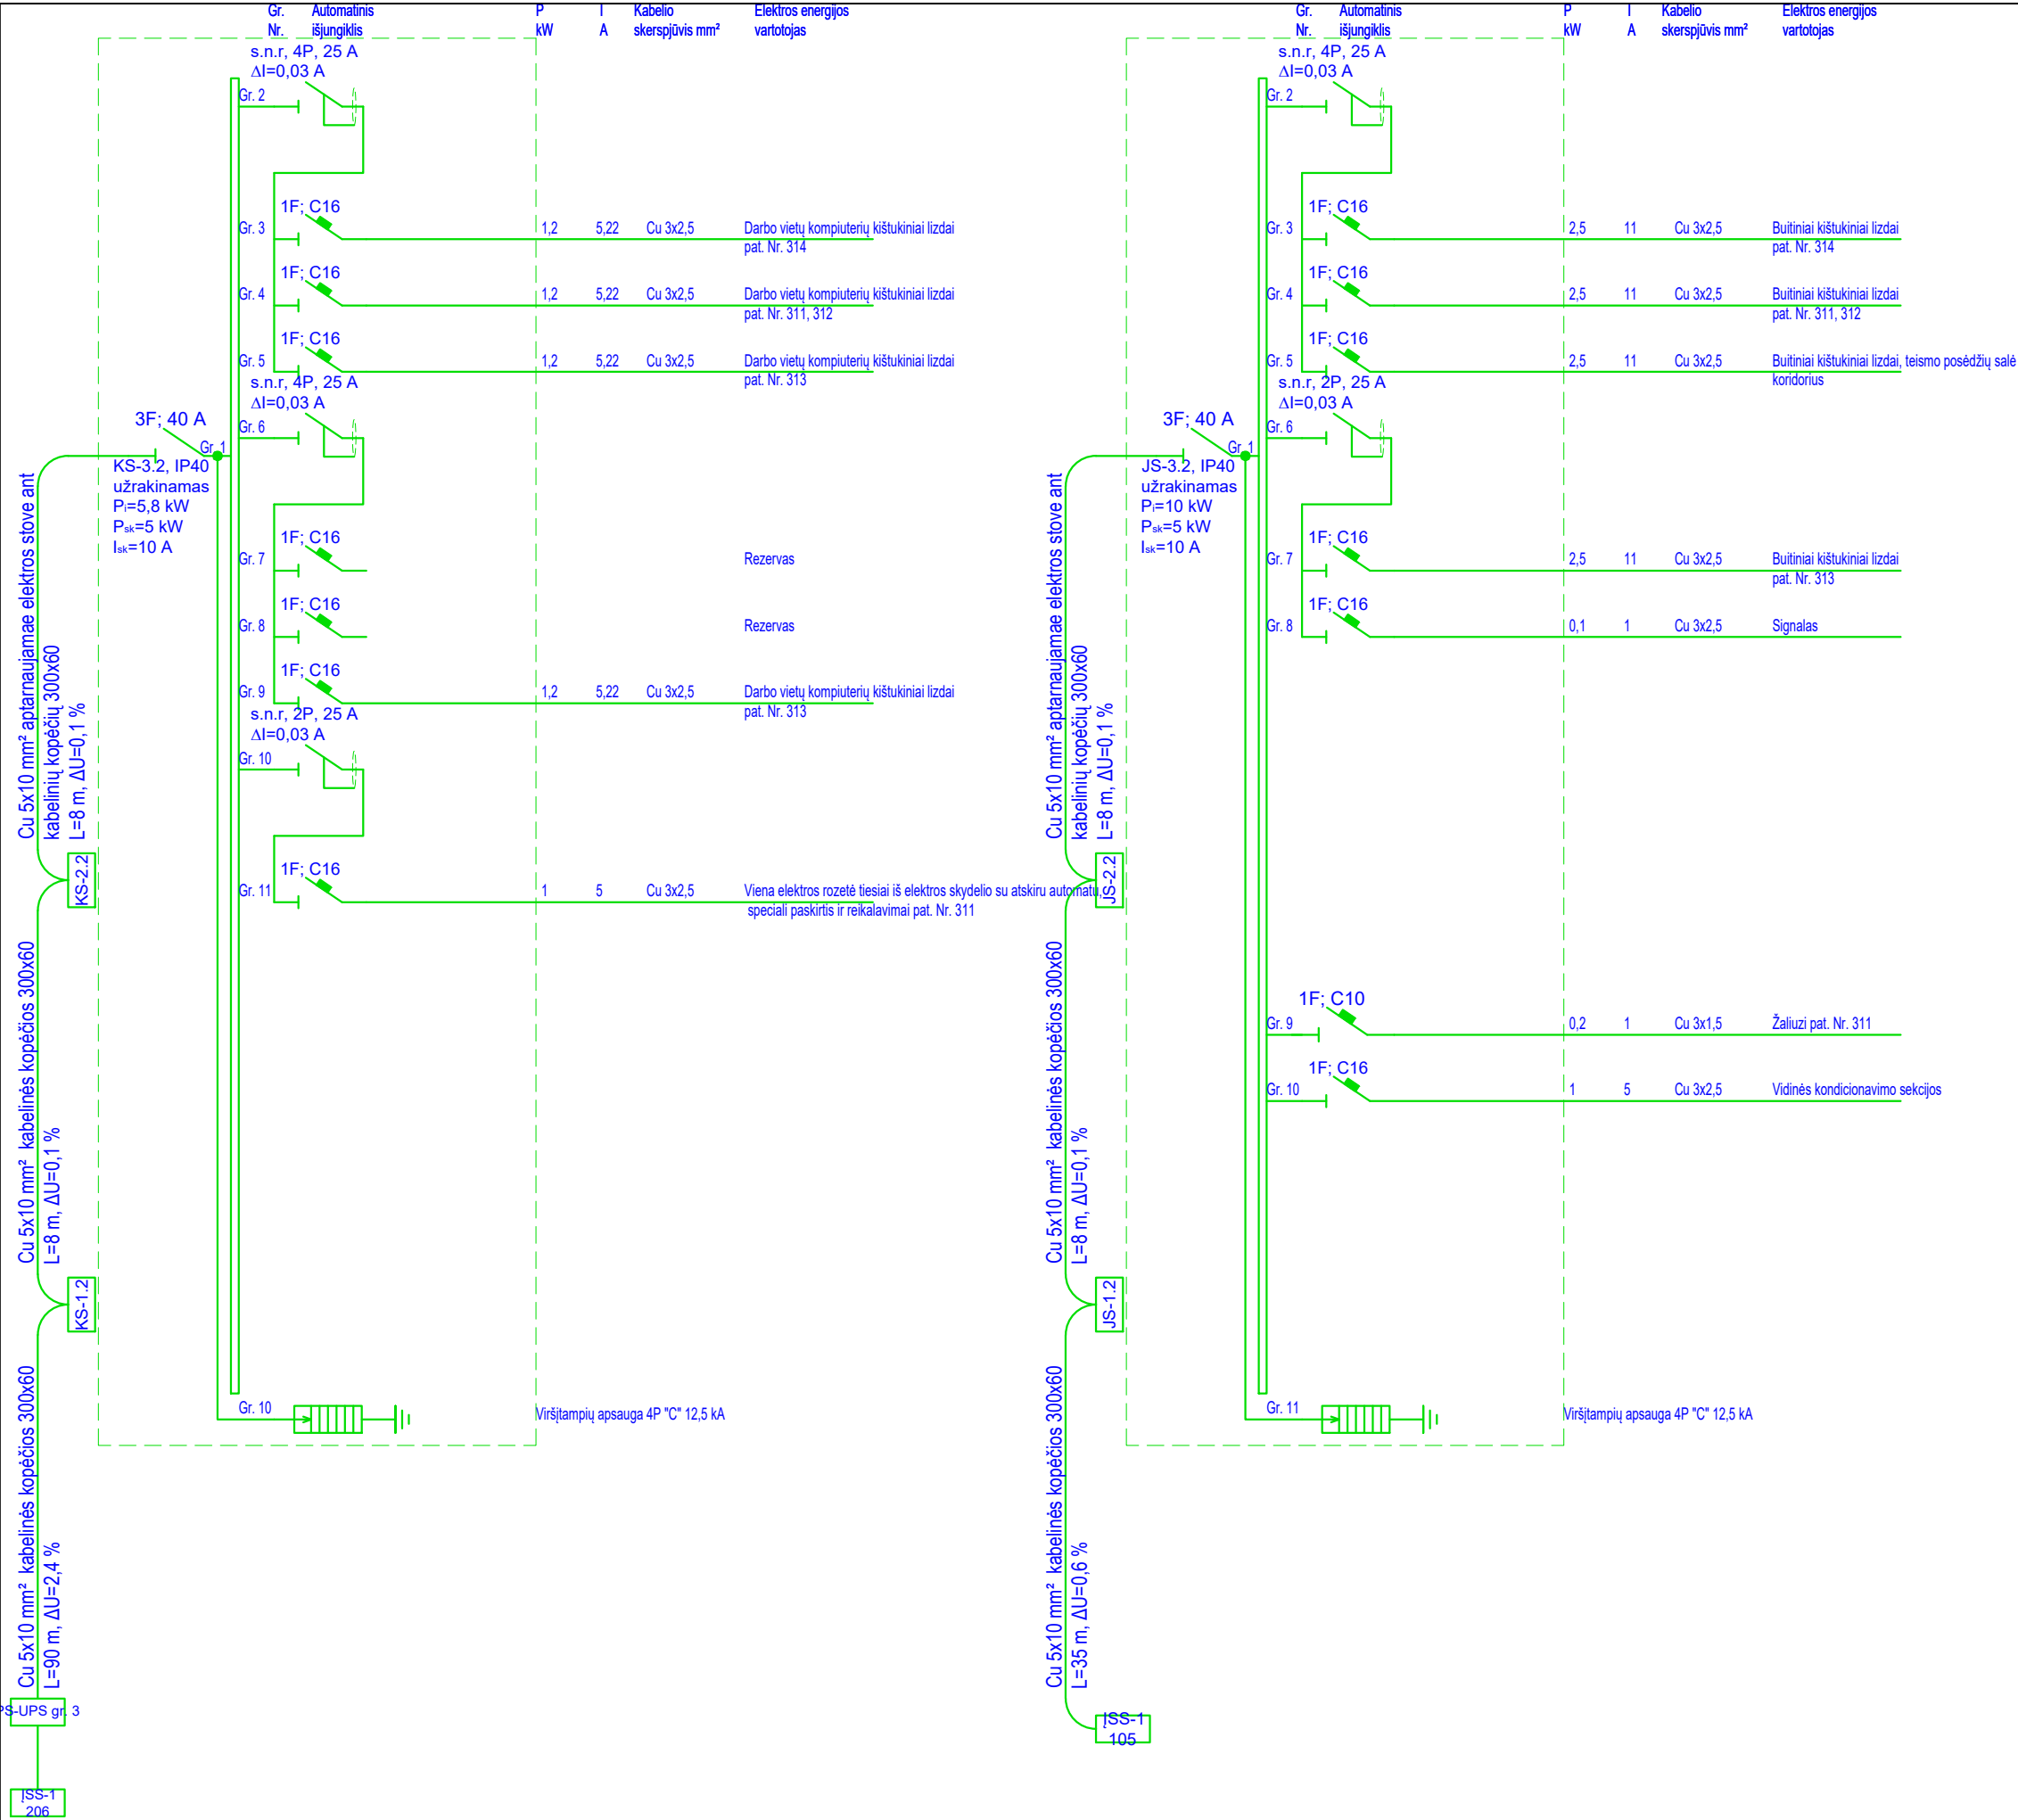 Gr. Automatinis P I Kabelio Elektros energijos
Nr. išjungiklis kW A skerspjūvis mm² vartotojas
s.n.r, 4P, 25 A
ΔI=0,03 A
Gr. 2
1F; C16
Gr. 3 1,2 5,22 Cu 3x2,5 Darbo vietų kompiuterių kištukiniai lizdai
pat. Nr. 314
1F; C16
Gr. 4 1,2 5,22 Cu 3x2,5 Darbo vietų kompiuterių kištukiniai lizdai
pat. Nr. 311, 312
1F; C16
Gr. 5 1,2 5,22 Cu 3x2,5 Darbo vietų kompiuterių kištukiniai lizdai
pat. Nr. 313
s.n.r, 4P, 25 A
ΔI=0,03 A
Gr. 6
3F; 40 A
Gr. 1
KS-3.2, IP40
užrakinamas
Pi=5,8 kW
Psk=5 kW
Isk=10 A
1F; C16
Gr. 7 Rezervas
1F; C16
Gr. 8 Rezervas
1F; C16
Gr. 9 1,2 5,22 Cu 3x2,5 Darbo vietų kompiuterių kištukiniai lizdai
pat. Nr. 313
s.n.r, 2P, 25 A
ΔI=0,03 A
Gr. 10
1F; C16
Gr. 11 1 5 Cu 3x2,5 Viena elektros rozetė tiesiai iš elektros skydelio su atskiru automatu,
speciali paskirtis ir reikalavimai pat. Nr. 311
Gr. 10 Viršįtampių apsauga 4P "C" 12,5 kA
Cu 5x10 mm² aptarnaujamae elektros stove ant
kabelinių kopėčių 300x60
L=8 m, ΔU=0,1 %
KS-2.2
Cu 5x10 mm² kabelinės kopėčios 300x60
L=8 m, ΔU=0,1 %
KS-1.2
Cu 5x10 mm² kabelinės kopėčios 300x60
L=90 m, ΔU=2,4 %
PS-UPS gr. 3
ĮSS-1
206
Gr. Automatinis P I Kabelio Elektros energijos
Nr. išjungiklis kW A skerspjūvis mm² vartotojas
s.n.r, 4P, 25 A
ΔI=0,03 A
Gr. 2
1F; C16
Gr. 3 2,5 11 Cu 3x2,5 Buitiniai kištukiniai lizdai
pat. Nr. 314
1F; C16
Gr. 4 2,5 11 Cu 3x2,5 Buitiniai kištukiniai lizdai
pat. Nr. 311, 312
1F; C16
Gr. 5 2,5 11 Cu 3x2,5 Buitiniai kištukiniai lizdai, teismo posėdžių salė
koridorius
s.n.r, 2P, 25 A
ΔI=0,03 A
Gr. 6
3F; 40 A
Gr. 1
JS-3.2, IP40
užrakinamas
Pi=10 kW
Psk=5 kW
Isk=10 A
1F; C16
Gr. 7 2,5 11 Cu 3x2,5 Buitiniai kištukiniai lizdai
pat. Nr. 313
1F; C16
Gr. 8 0,1 1 Cu 3x2,5 Signalas
1F; C10
Gr. 9 0,2 1 Cu 3x1,5 Žaliuzi pat. Nr. 311
1F; C16
Gr. 10 1 5 Cu 3x2,5 Vidinės kondicionavimo sekcijos
Gr. 11 Viršįtampių apsauga 4P "C" 12,5 kA
Cu 5x10 mm² aptarnaujamae elektros stove ant
kabelinių kopėčių 300x60
L=8 m, ΔU=0,1 %
JS-2.2
Cu 5x10 mm² kabelinės kopėčios 300x60
L=8 m, ΔU=0,1 %
JS-1.2
Cu 5x10 mm² kabelinės kopėčios 300x60
L=35 m, ΔU=0,6 %
ĮSS-1
105